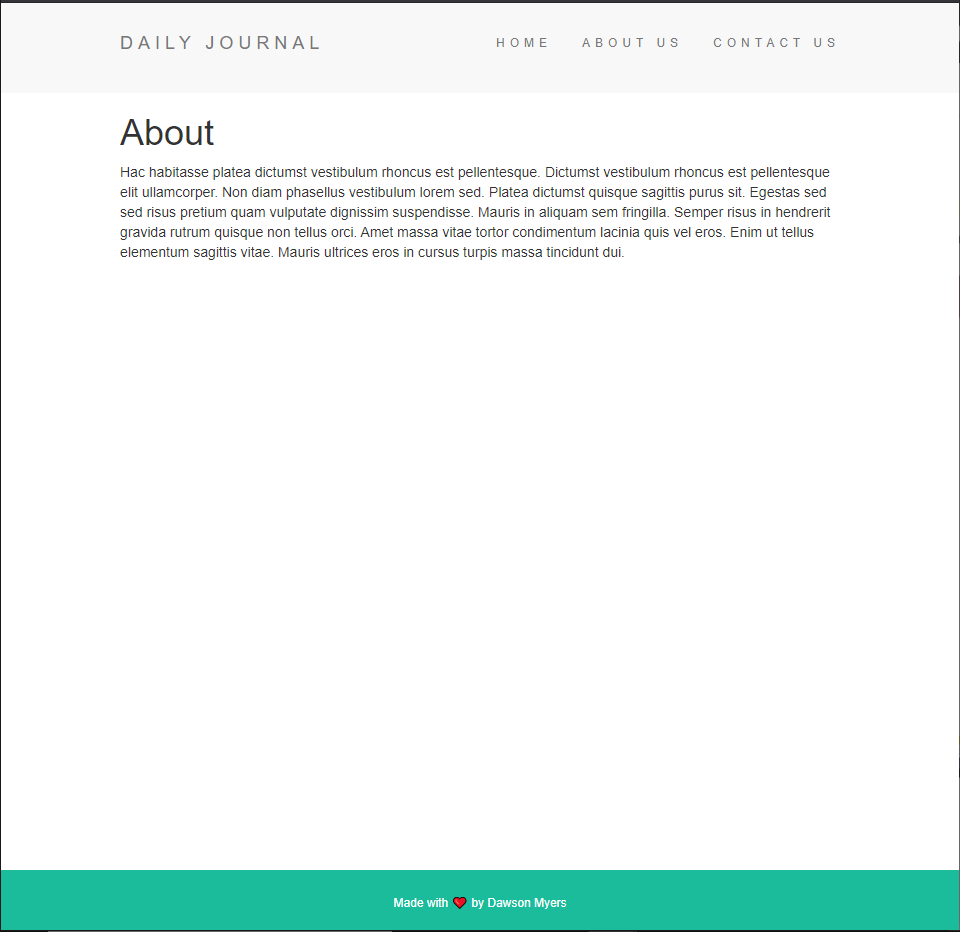 DAILY JOURNAL HOME ABOUT US CONTACT US
About
Hac habitasse platea dictumst vestibulum rhoncus est pellentesque. Dictumst vestibulum rhoncus est pellentesque
elit ullamcorper. Non diam phasellus vestibulum lorem sed. Platea dictumst quisque sagittis purus sit. Egestas sed
sed risus pretium quam vulputate dignissim suspendisse. Mauris in aliquam sem fringilla. Semper risus in hendrerit
gravida rutrum quisque non tellus orci. Amet massa vitae tortor condimentum lacinia quis vel eros. Enim ut tellus
elementum sagittis vitae. Mauris ultrices eros in cursus turpis massa tincidunt dui.
Made with ❤ by Dawson Myers